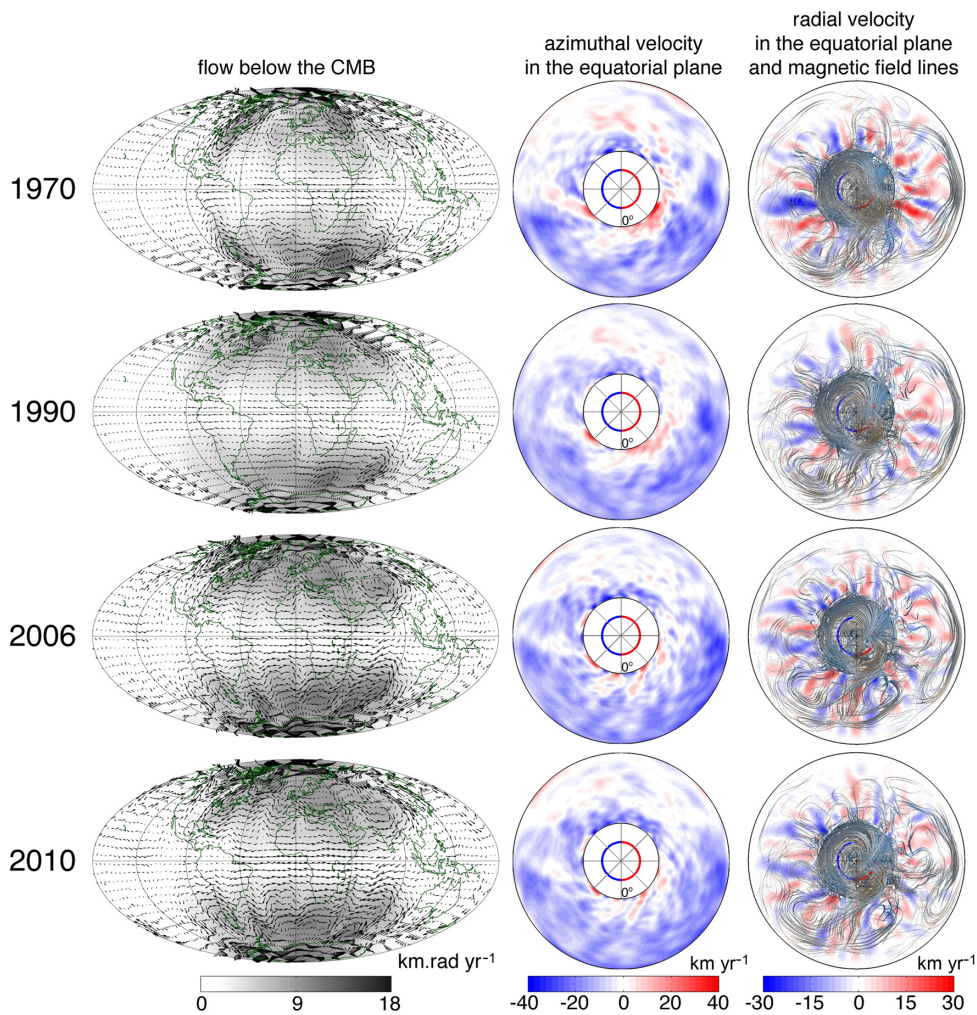 flow below the CMB
azimuthal velocity
in the equatorial plane
radial velocity
in the equatorial plane
and magnetic field lines
1970
0°
1990
0°
2006
0°
2010
0°
km.rad yr⁻¹
0 9 18
km yr⁻¹
-40 -20 0 20 40
km yr⁻¹
-30 -15 0 15 30